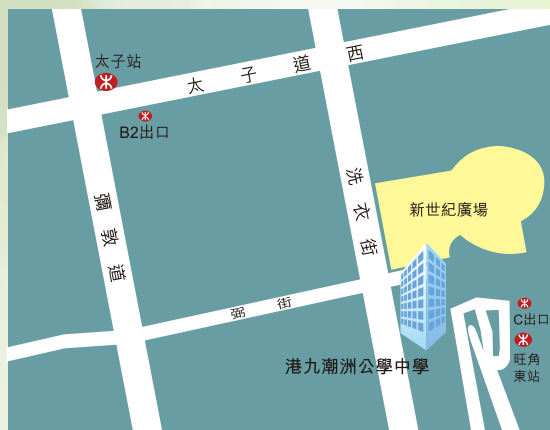 太子站
太子道西
B2出口
洗衣街
新世紀廣場
彌敦道
弼街
C出口
港九潮洲公學中學
旺角
東站